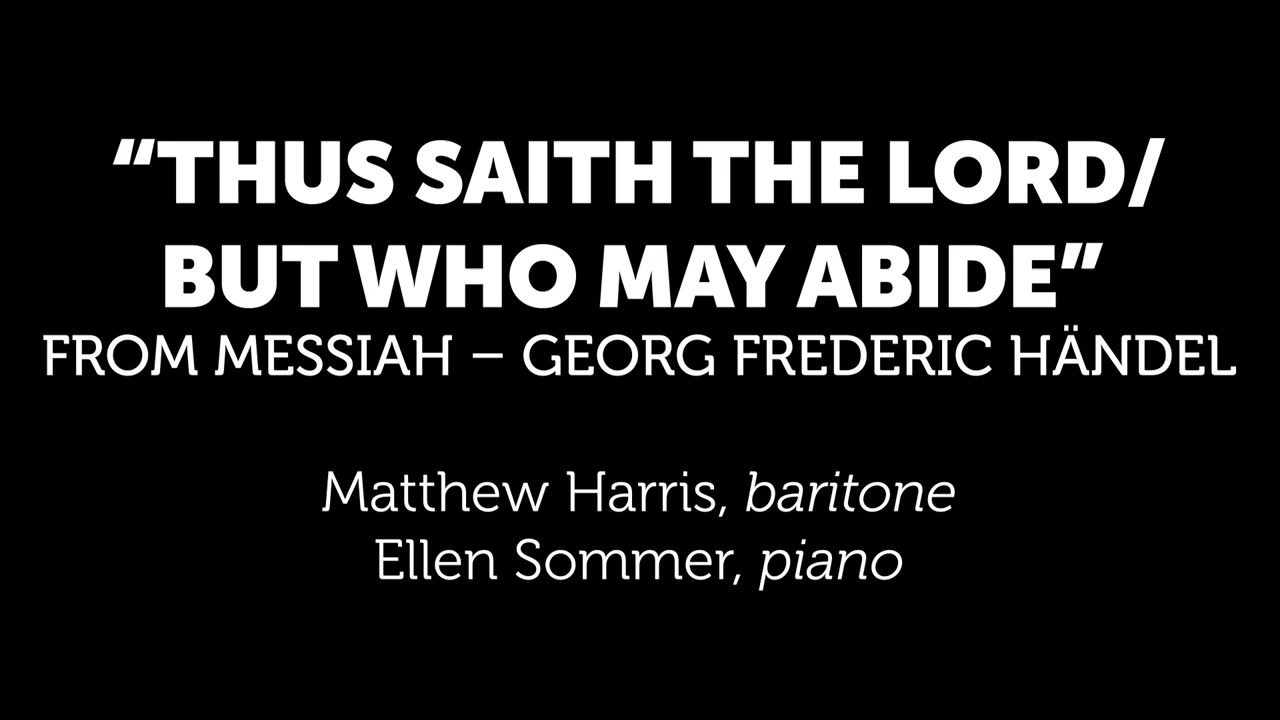 “THUS SAITH THE LORD/
BUT WHO MAY ABIDE”
FROM MESSIAH – GEORG FREDERIC HÄNDEL
Matthew Harris, baritone
Ellen Sommer, piano